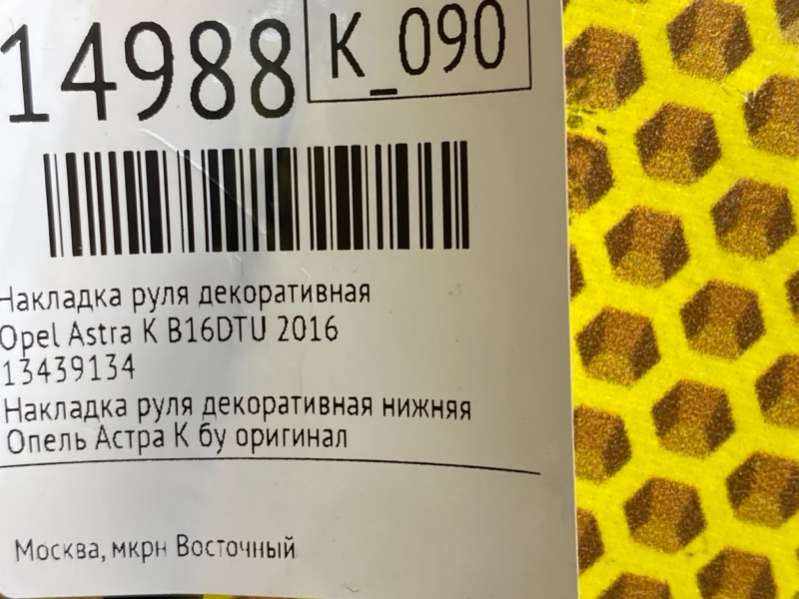 14988
K_090
Накладка руля декоративная
Opel Astra K B16DTU 2016
13439134
Накладка руля декоративная нижняя
Опель Астра К бу оригинал
Москва, мкрн Восточный